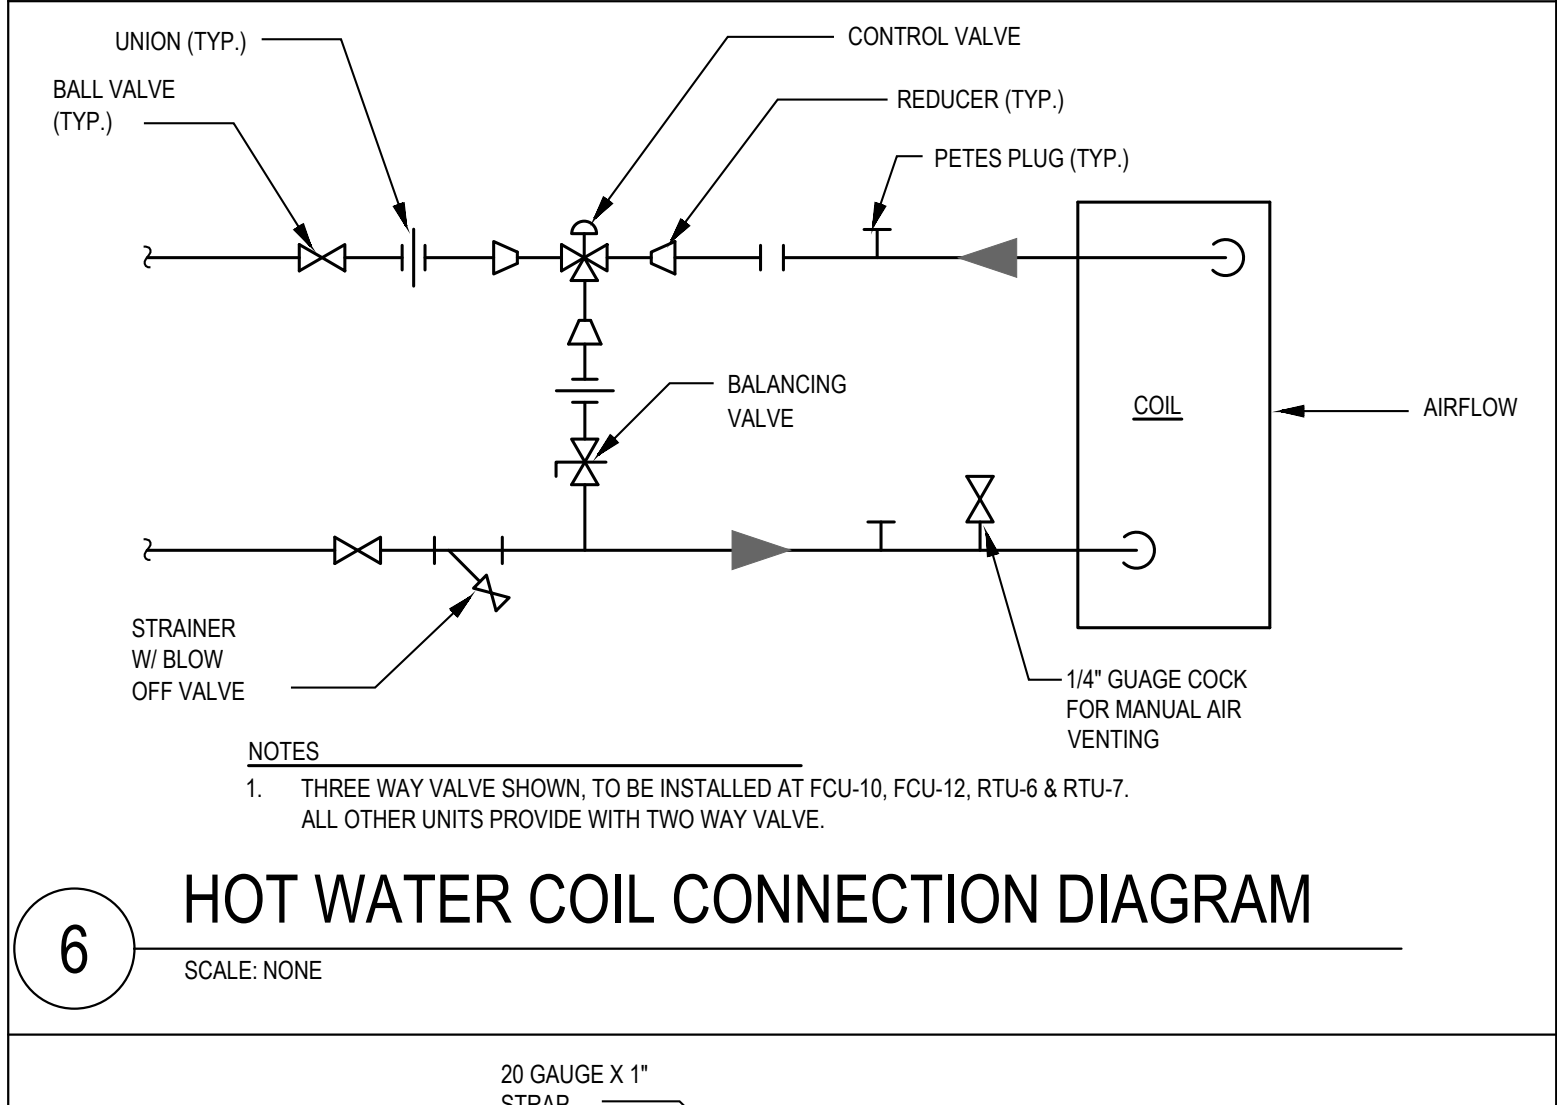 UNION (TYP.)
CONTROL VALVE
BALL VALVE
(TYP.)
REDUCER (TYP.)
PETES PLUG (TYP.)
BALANCING
VALVE
COIL
AIRFLOW
STRAINER
W/ BLOW
OFF VALVE
1/4" GUAGE COCK
FOR MANUAL AIR
VENTING
NOTES
1. THREE WAY VALVE SHOWN, TO BE INSTALLED AT FCU-10, FCU-12, RTU-6 & RTU-7.
ALL OTHER UNITS PROVIDE WITH TWO WAY VALVE.
6
HOT WATER COIL CONNECTION DIAGRAM
SCALE: NONE
20 GAUGE X 1"
STRAP